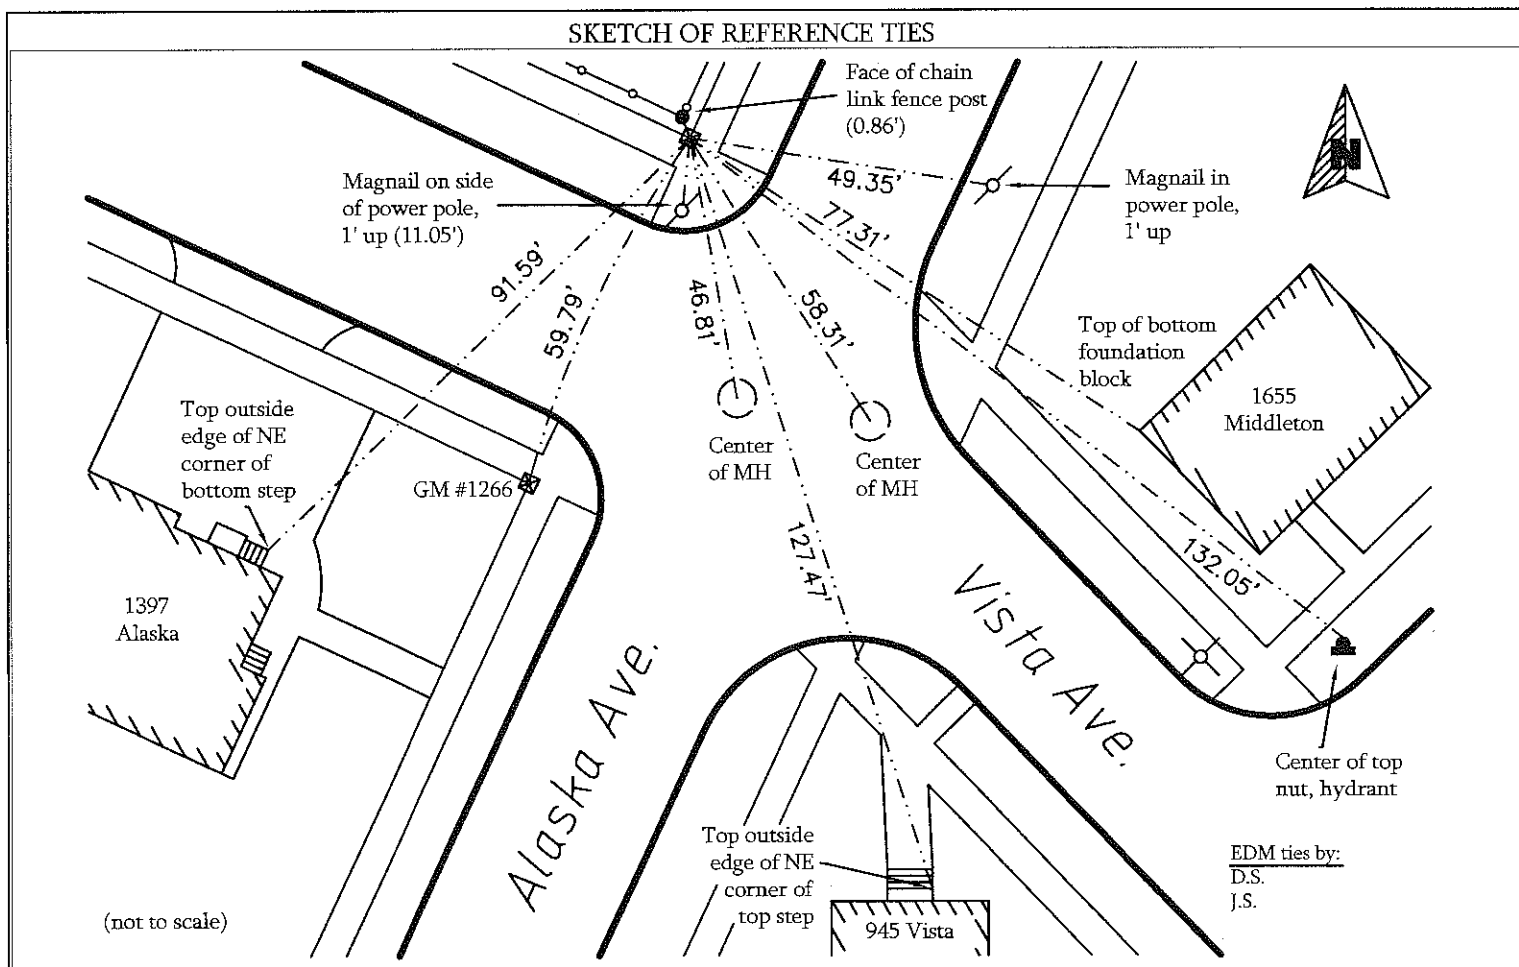 SKETCH OF REFERENCE TIES
Face of chain
link fence post
(0.86')
Magnail on side
of power pole,
1' up (11.05')
49.35'
Magnail in
power pole,
1' up
N
77.31'
91.59'
59.79'
46.81'
58.31'
Top of bottom
foundation
block
1655
Middleton
Top outside
edge of NE
corner of
bottom step
GM #1266
Center
of MH
Center
of MH
127.47'
132.05'
1397
Alaska
Vista Ave.
Alaska Ave.
Center of top
nut, hydrant
Top outside
edge of NE
corner of
top step
945 Vista
EDM ties by:
D.S.
J.S.
(not to scale)